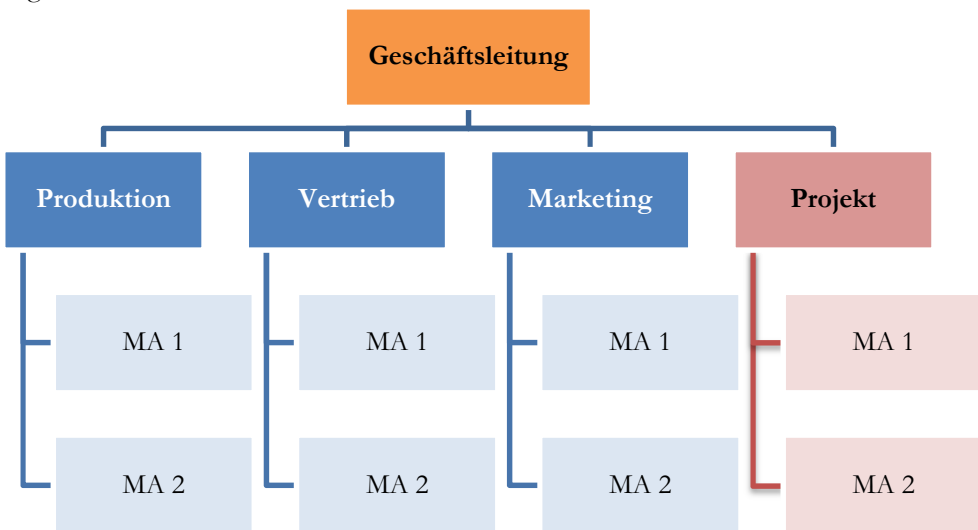 Geschäftsleitung
Produktion
Vertrieb
Marketing
Projekt
MA 1
MA 1
MA 1
MA 1
MA 2
MA 2
MA 2
MA 2